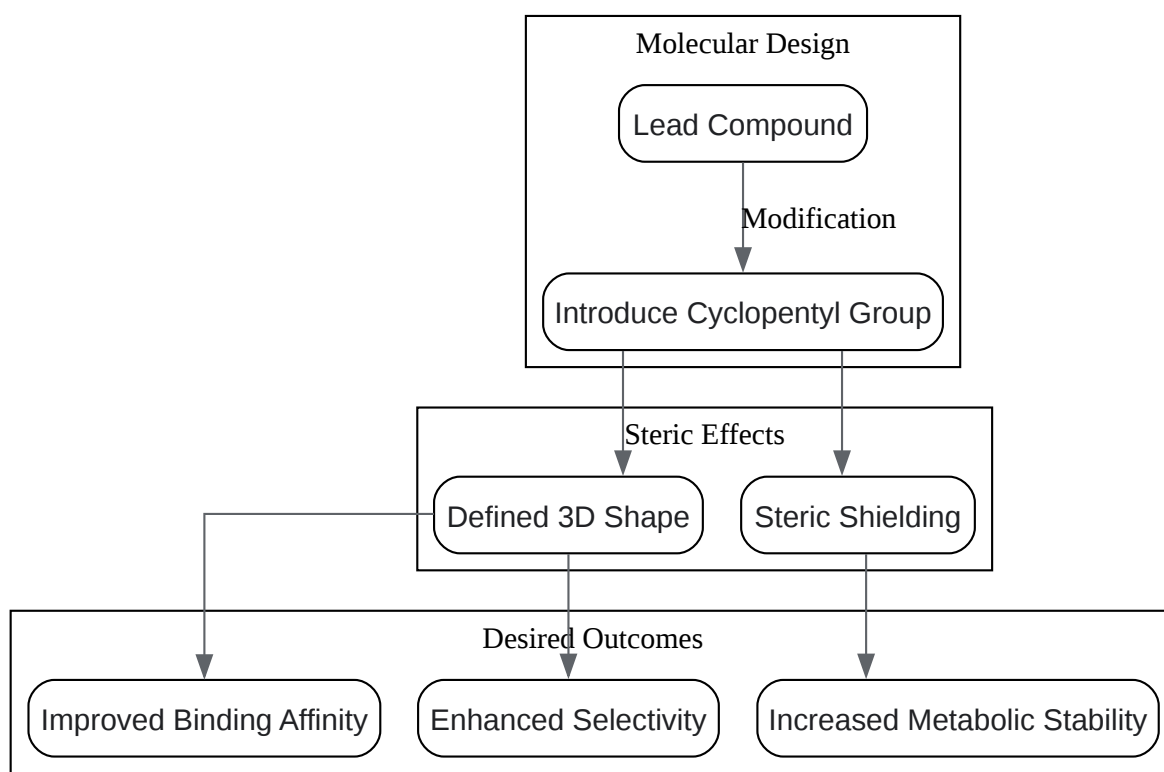 Molecular Design
Lead Compound
Modification
Introduce Cyclopentyl Group
Steric Effects
Defined 3D Shape
Steric Shielding
Desired Outcomes
Improved Binding Affinity
Enhanced Selectivity
Increased Metabolic Stability